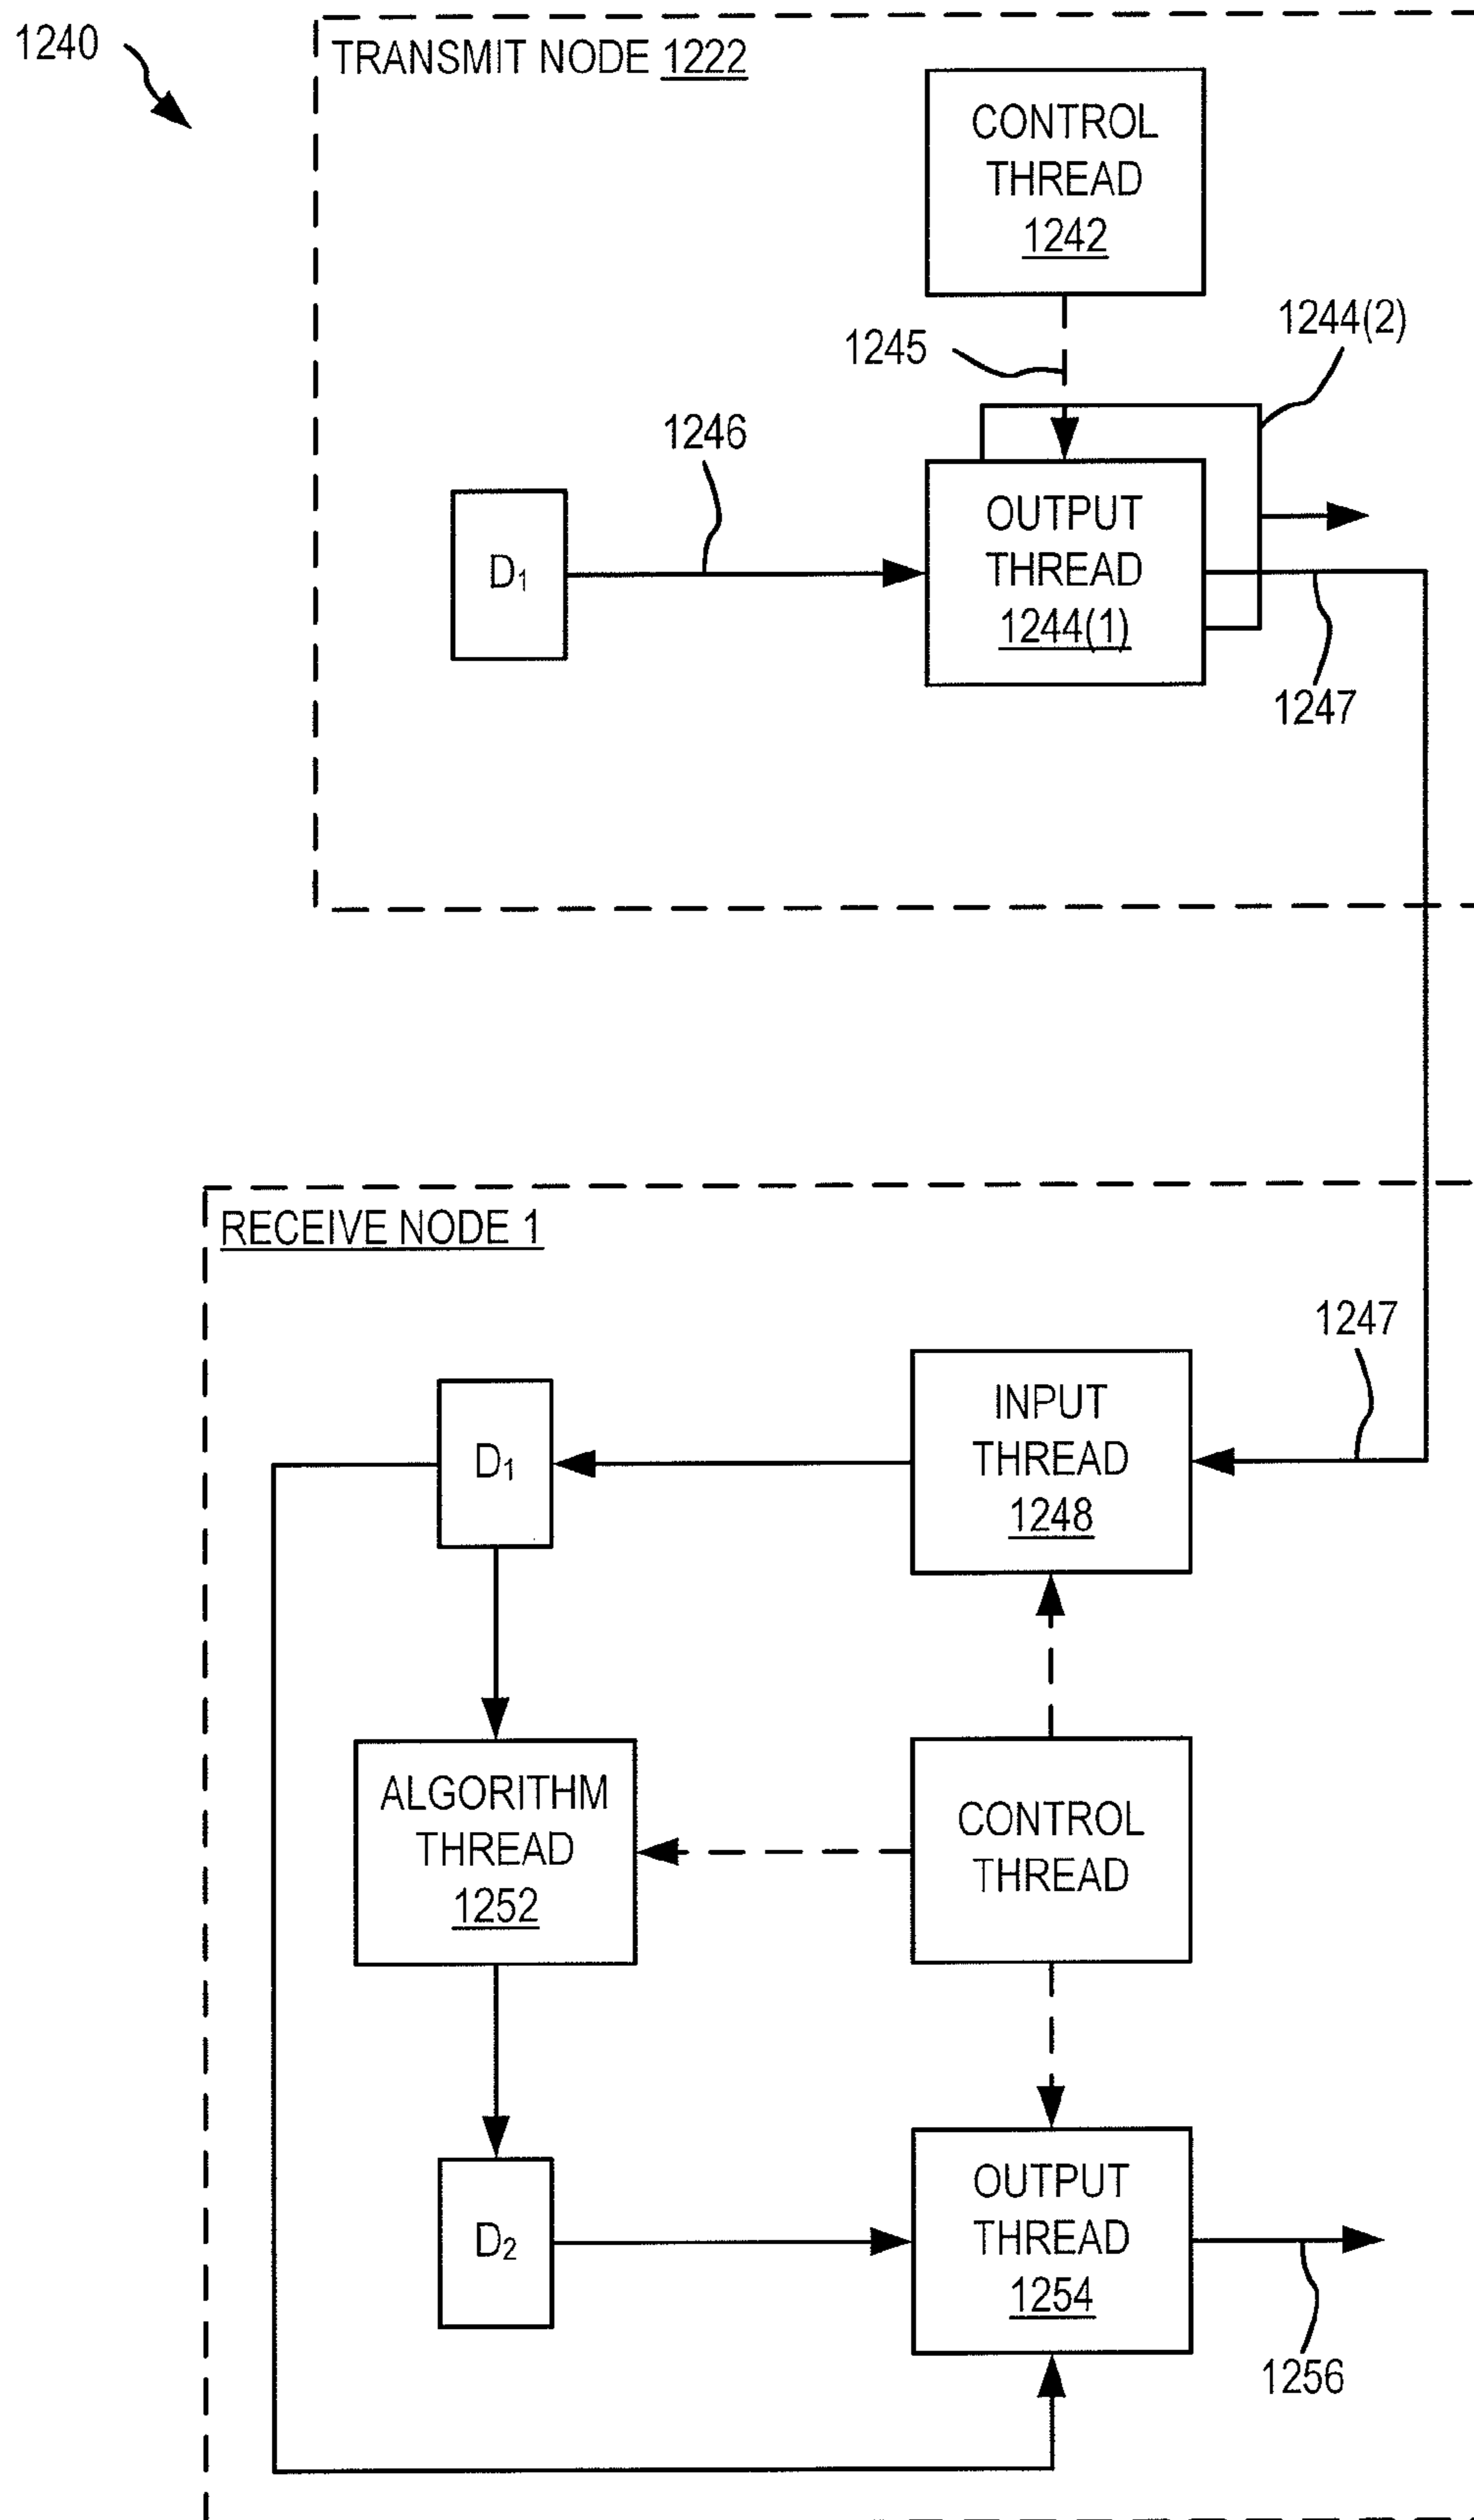 1240
TRANSMIT NODE 1222
CONTROL
THREAD
1242
1245
1244(2)
1246
D₁
OUTPUT
THREAD
1244(1)
1247
RECEIVE NODE 1
1247
INPUT
THREAD
1248
D₁
ALGORITHM
THREAD
1252
CONTROL
THREAD
D₂
OUTPUT
THREAD
1254
1256